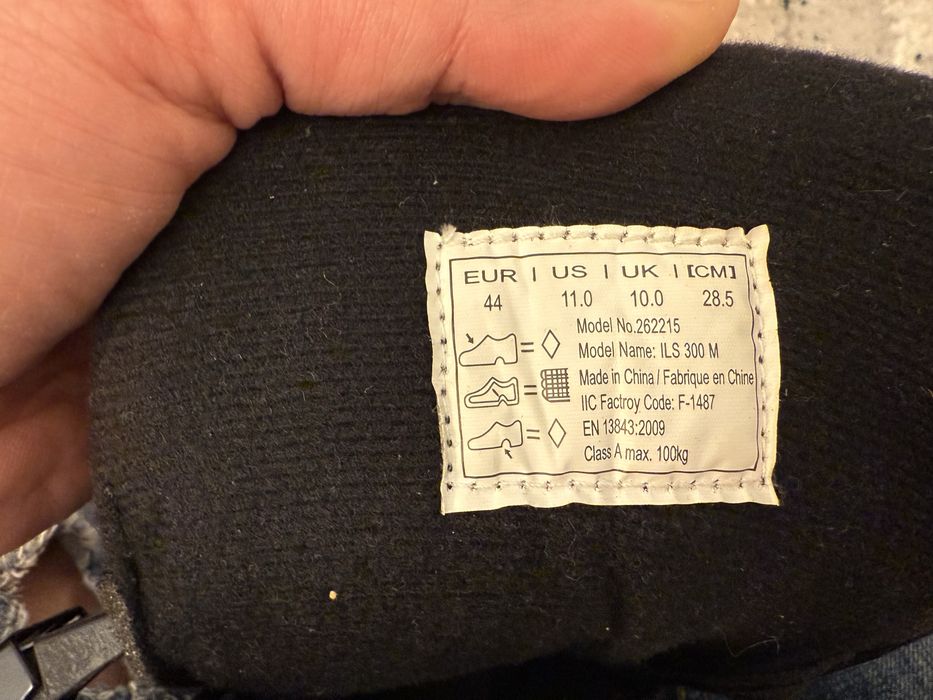 EUR | US | UK | [CM]
44 11.0 10.0 28.5
Model No.262215
Model Name: ILS 300 M
Made in China / Fabrique en Chine
IIC Factroy Code: F-1487
EN 13843:2009
Class A max. 100kg